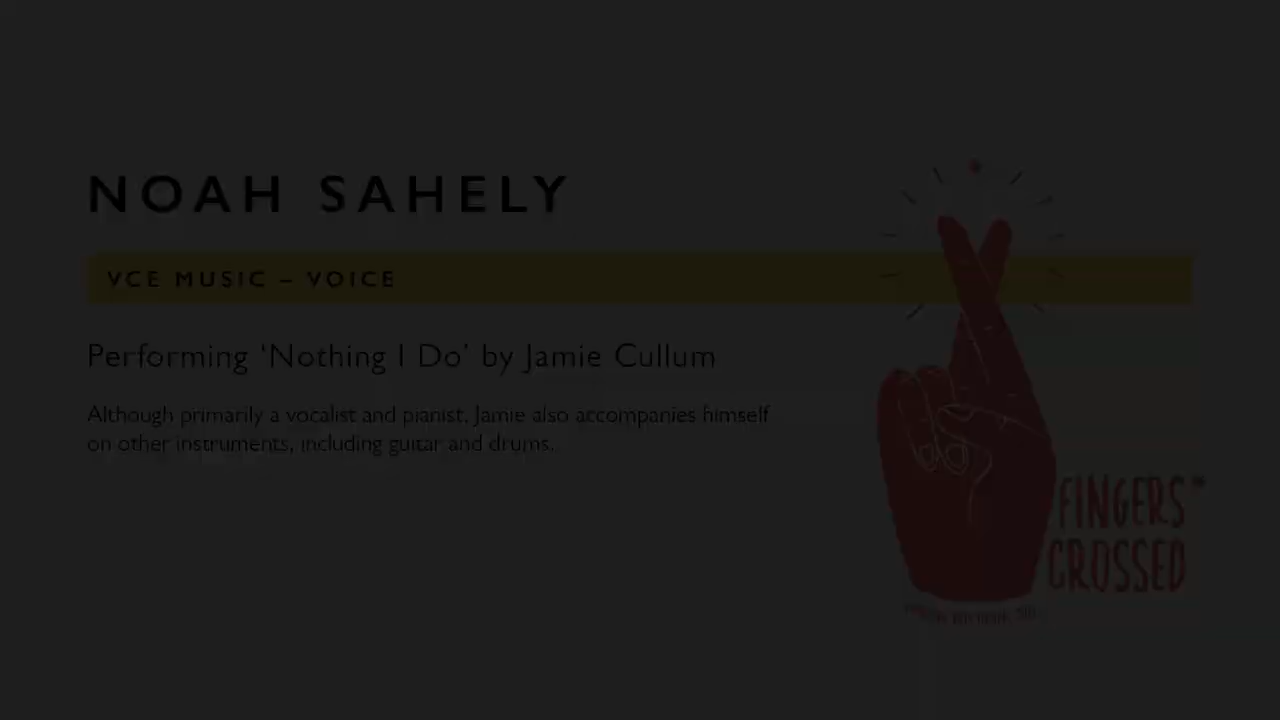 NOAH SAHELY
VCE MUSIC – VOICE
Performing ‘Nothing I Do’ by Jamie Cullum
Although primarily a vocalist and pianist, Jamie also accompanies himself
on other instruments, including guitar and drums.
FINGERS
CROSSED